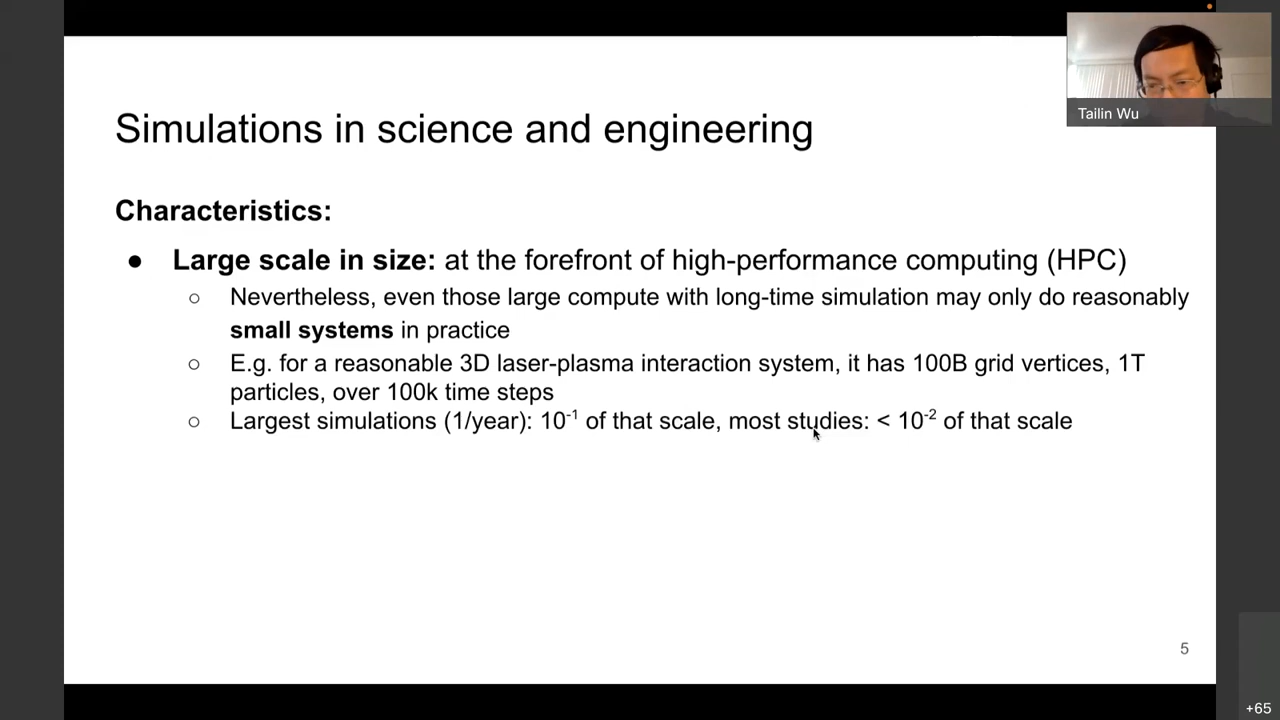 Tailin Wu
Simulations in science and engineering
Characteristics:
● Large scale in size: at the forefront of high-performance computing (HPC)
○ Nevertheless, even those large compute with long-time simulation may only do reasonably
small systems in practice
○ E.g. for a reasonable 3D laser-plasma interaction system, it has 100B grid vertices, 1T
particles, over 100k time steps
○ Largest simulations (1/year): 10⁻¹ of that scale, most studies: < 10⁻² of that scale
5
+65